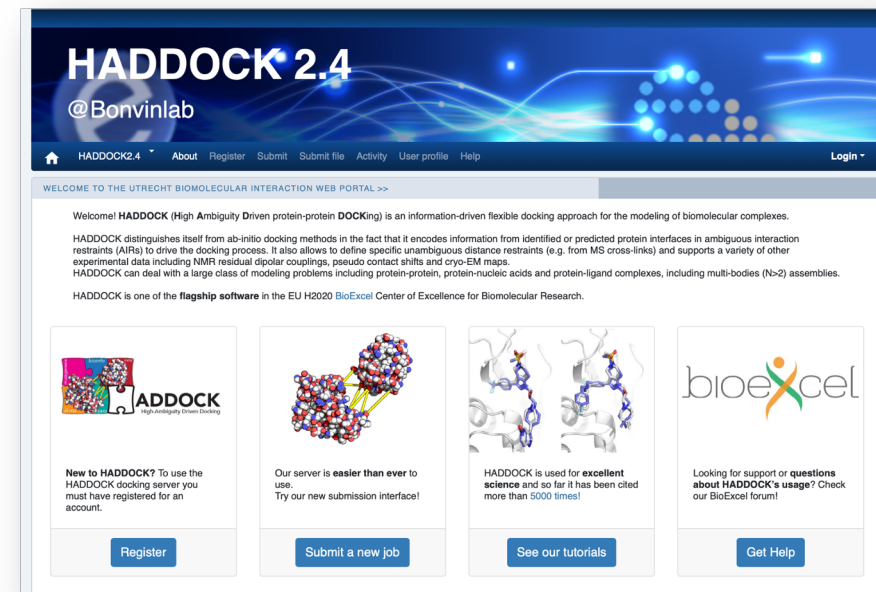 HADDOCK 2.4
@Bonvinlab
HADDOCK2.4 About Register Submit Submit file Activity User profile Help Login
WELCOME TO THE UTRECHT BIOMOLECULAR INTERACTION WEB PORTAL >>
Welcome! HADDOCK (High Ambiguity Driven protein-protein DOCKing) is an information-driven flexible docking approach for the modeling of biomolecular complexes.
HADDOCK distinguishes itself from ab-initio docking methods in the fact that it encodes information from identified or predicted protein interfaces in ambiguous interaction
restraints (AIRs) to drive the docking process. It also allows to define specific unambiguous distance restraints (e.g. from MS cross-links) and supports a variety of other
experimental data including NMR residual dipolar couplings, pseudo contact shifts and cryo-EM maps.
HADDOCK can deal with a large class of modeling problems including protein-protein, protein-nucleic acids and protein-ligand complexes, including multi-bodies (N>2) assemblies.
HADDOCK is one of the flagship software in the EU H2020 BioExcel Center of Excellence for Biomolecular Research.
ADDOCK
High Ambiguity Driven Docking
New to HADDOCK? To use the
HADDOCK docking server you
must have registered for an
account.
Register
Our server is easier than ever to
use.
Try our new submission interface!
Submit a new job
HADDOCK is used for excellent
science and so far it has been cited
more than 5000 times!
See our tutorials
bioexcel
Looking for support or questions
about HADDOCK's usage? Check
our BioExcel forum!
Get Help